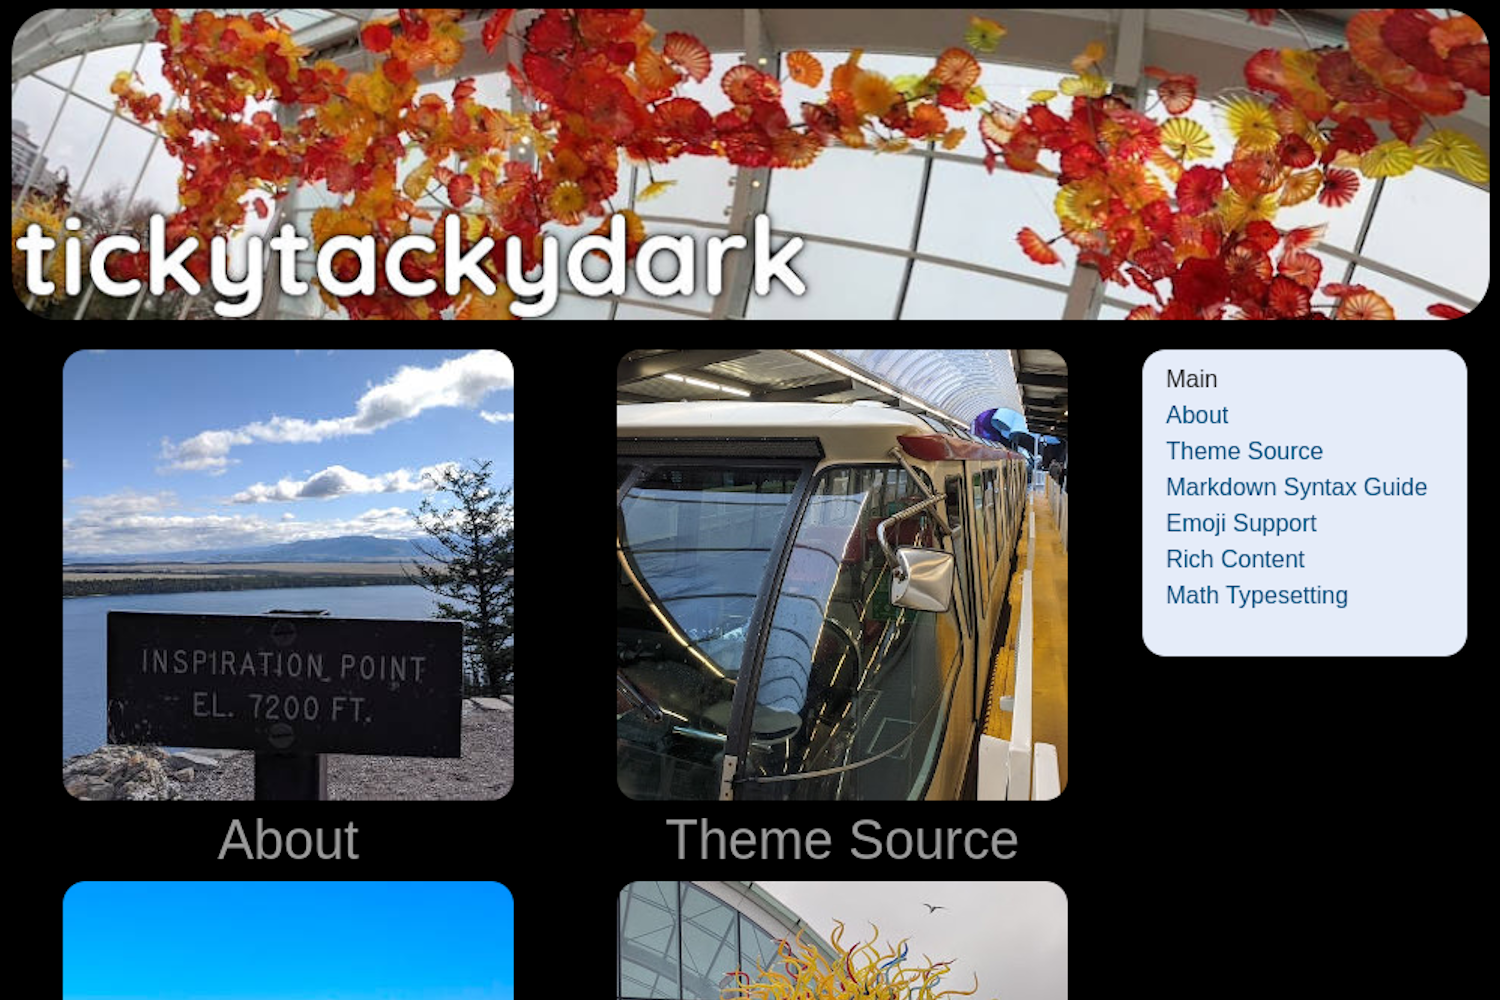 tickytackydark
INSPIRATION POINT
EL. 7200 FT.
About
Theme Source
Main
About
Theme Source
Markdown Syntax Guide
Emoji Support
Rich Content
Math Typesetting